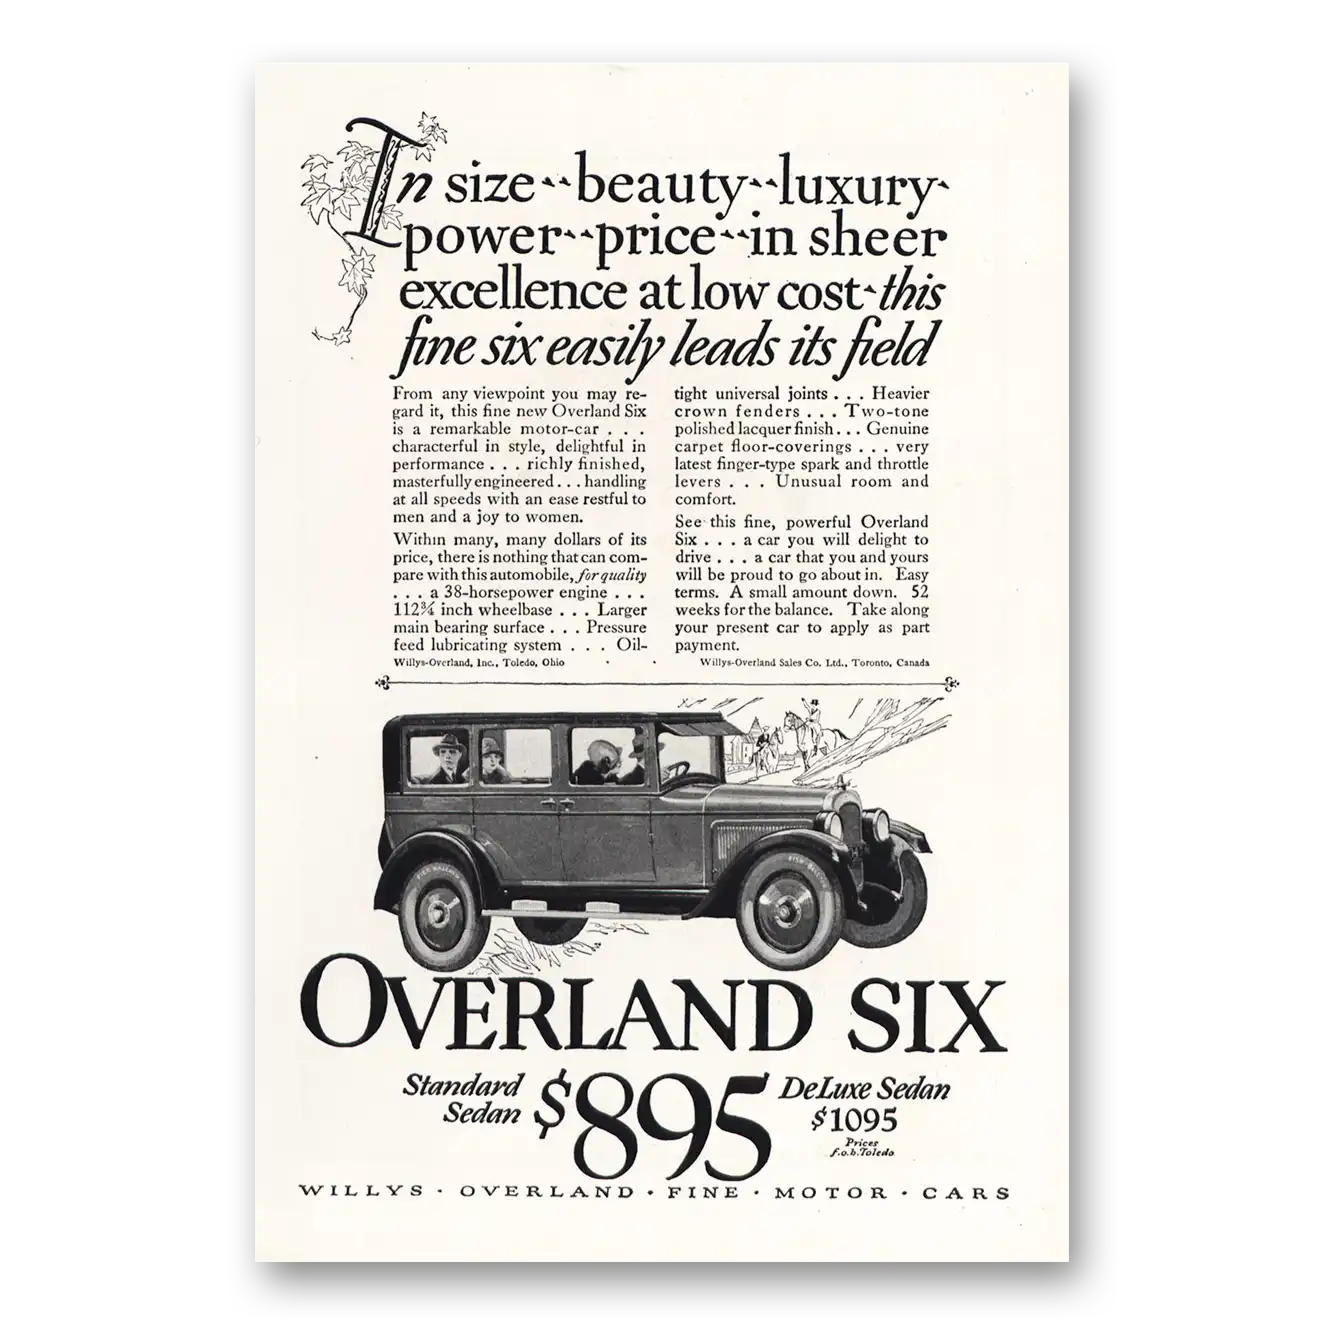 In size--beauty--luxury-
power--price--in sheer
excellence at low cost-this
fine six easily leads its field
From any viewpoint you may re-
gard it, this fine new Overland Six
is a remarkable motor-car . . .
characterful in style, delightful in
performance . . . richly finished,
masterfully engineered . . . handling
at all speeds with an ease restful to
men and a joy to women.
Within many, many dollars of its
price, there is nothing that can com-
pare with this automobile, for quality
. . . a 38-horsepower engine . . .
112¾ inch wheelbase . . . Larger
main bearing surface . . . Pressure
feed lubricating system . . . Oil-
Willys-Overland, Inc., Toledo, Ohio
tight universal joints . . . Heavier
crown fenders . . . Two-tone
polished lacquer finish . . . Genuine
carpet floor-coverings . . . very
latest finger-type spark and throttle
levers . . . Unusual room and
comfort.
See this fine, powerful Overland
Six . . . a car you will delight to
drive . . . a car that you and yours
will be proud to go about in. Easy
terms. A small amount down. 52
weeks for the balance. Take along
your present car to apply as part
payment.
Willys-Overland Sales Co. Ltd., Toronto, Canada
OVERLAND SIX
Standard
Sedan
$895
DeLuxe Sedan
$1095
Prices
f.o.b. Toledo
WILLYS · OVERLAND · FINE · MOTOR · CARS